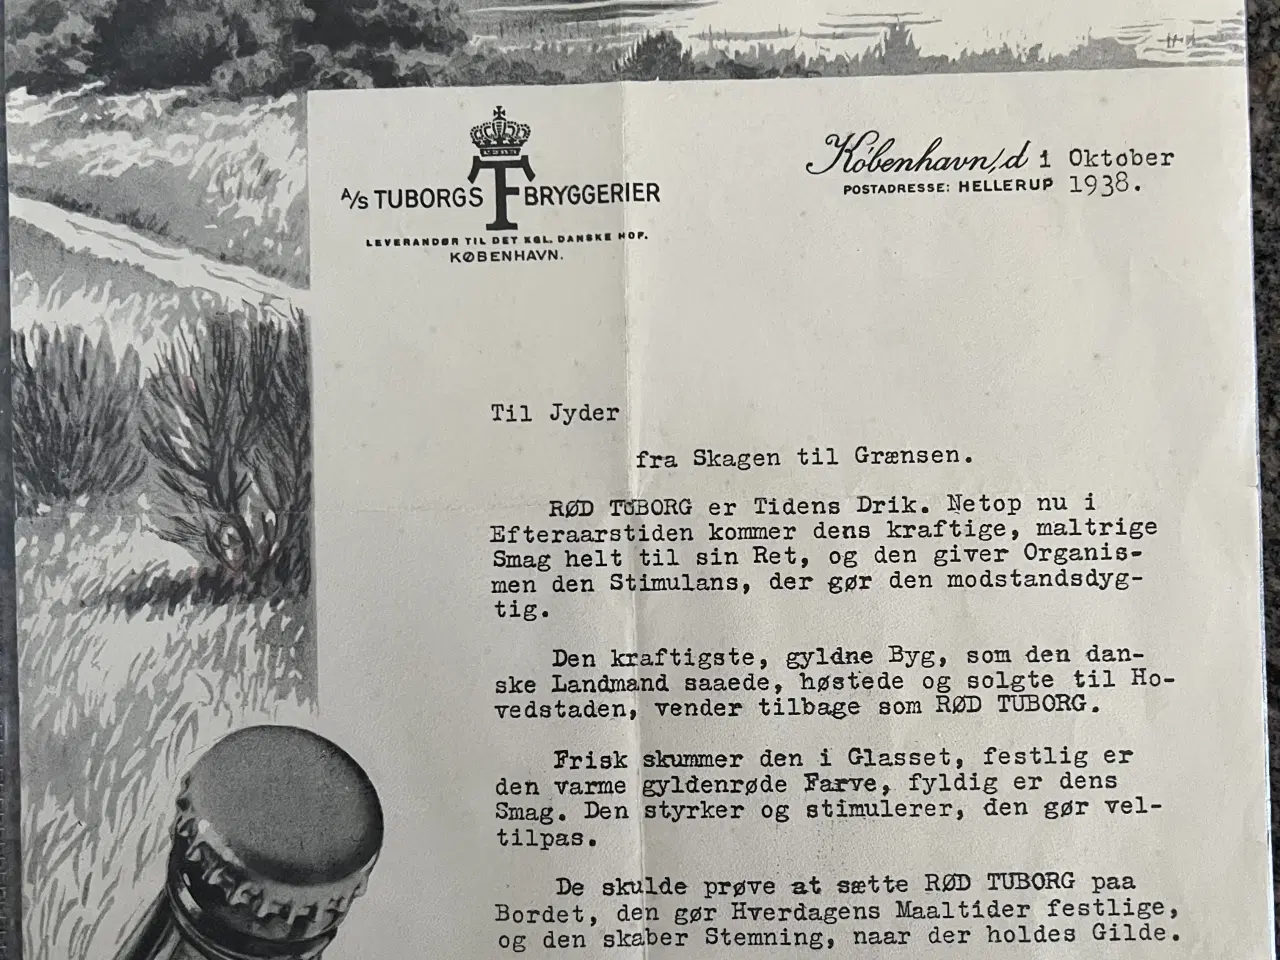 A/S TUBORGS BRYGGERIER
LEVERANDØR TIL DET KGL. DANSKE HOF.
KØBENHAVN.
København, d 1 Oktober
POSTADRESSE: HELLERUP 1938.
Til Jyder
fra Skagen til Grænsen.
RØD TUBORG er Tidens Drik. Netop nu i
Efteraarstiden kommer dens kraftige, maltrige
Smag helt til sin Ret, og den giver Organis-
men den Stimulans, der gør den modstandsdyg-
tig.
Den kraftigste, gyldne Byg, som den dan-
ske Landmand saaede, høstede og solgte til Ho-
vedstaden, vender tilbage som RØD TUBORG.
Frisk skummer den i Glasset, festlig er
den varme gyldenrøde Farve, fyldig er dens
Smag. Den styrker og stimulerer, den gør vel-
tilpas.
De skulde prøve at sætte RØD TUBORG paa
Bordet, den gør Hverdagens Maaltider festlige,
og den skaber Stemning, naar der holdes Gilde.